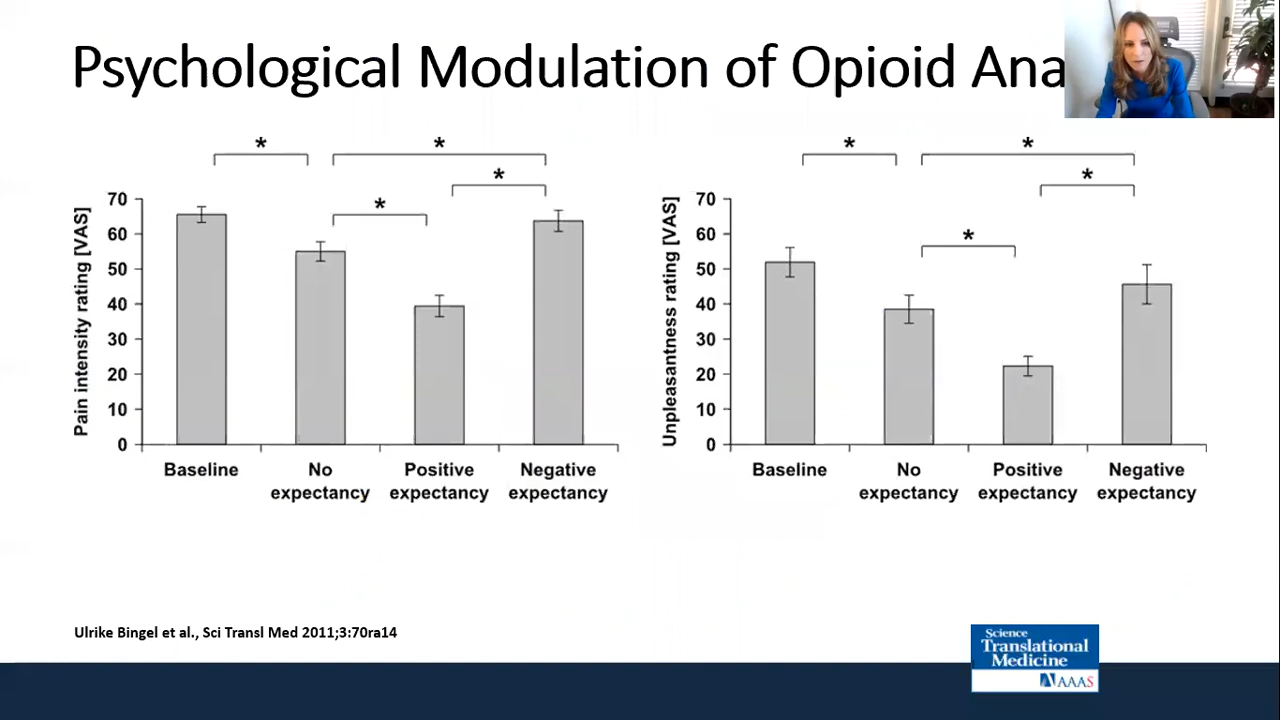 Psychological Modulation of Opioid Ana
*
*
*
*
Pain intensity rating [VAS]
70
60
50
40
30
20
10
0
Baseline
No
expectancy
Positive
expectancy
Negative
expectancy
*
*
*
*
Unpleasantness rating [VAS]
70
60
50
40
30
20
10
0
Baseline
No
expectancy
Positive
expectancy
Negative
expectancy
Ulrike Bingel et al., Sci Transl Med 2011;3:70ra14
Science
Translational
Medicine
AAAS